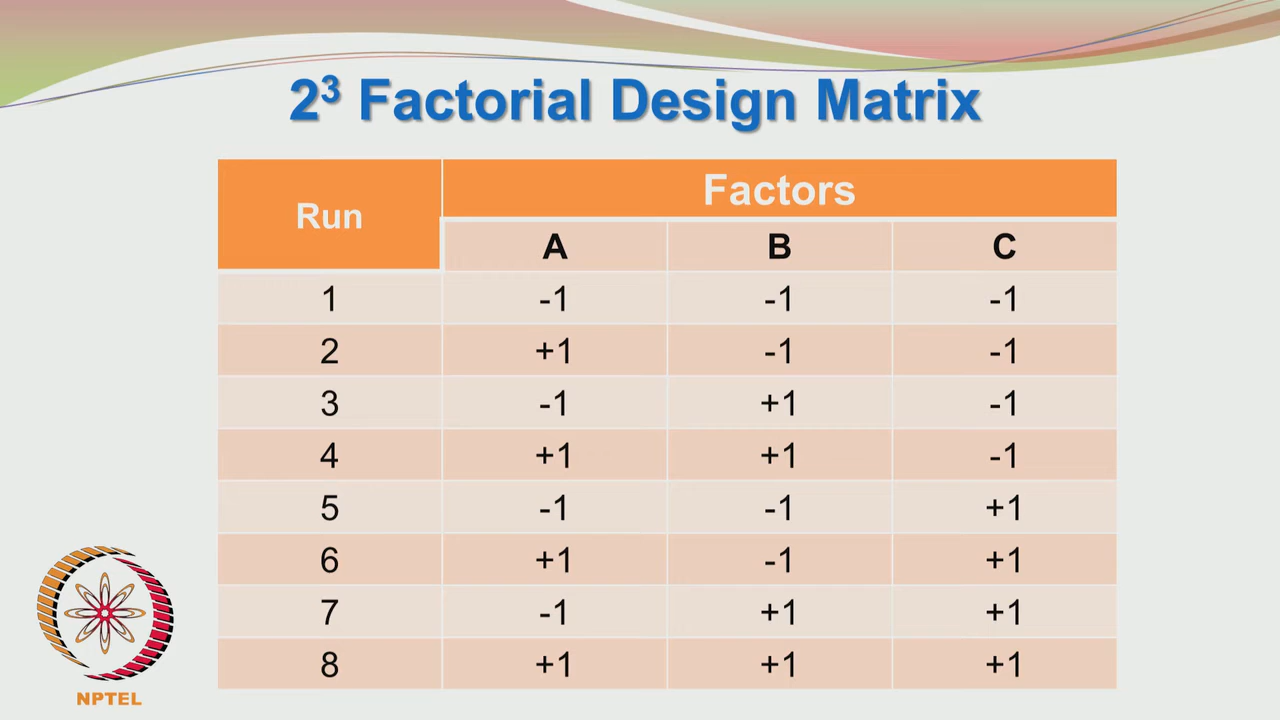 2³ Factorial Design Matrix
Run Factors
A B C
1 -1 -1 -1
2 +1 -1 -1
3 -1 +1 -1
4 +1 +1 -1
5 -1 -1 +1
6 +1 -1 +1
7 -1 +1 +1
8 +1 +1 +1
NPTEL